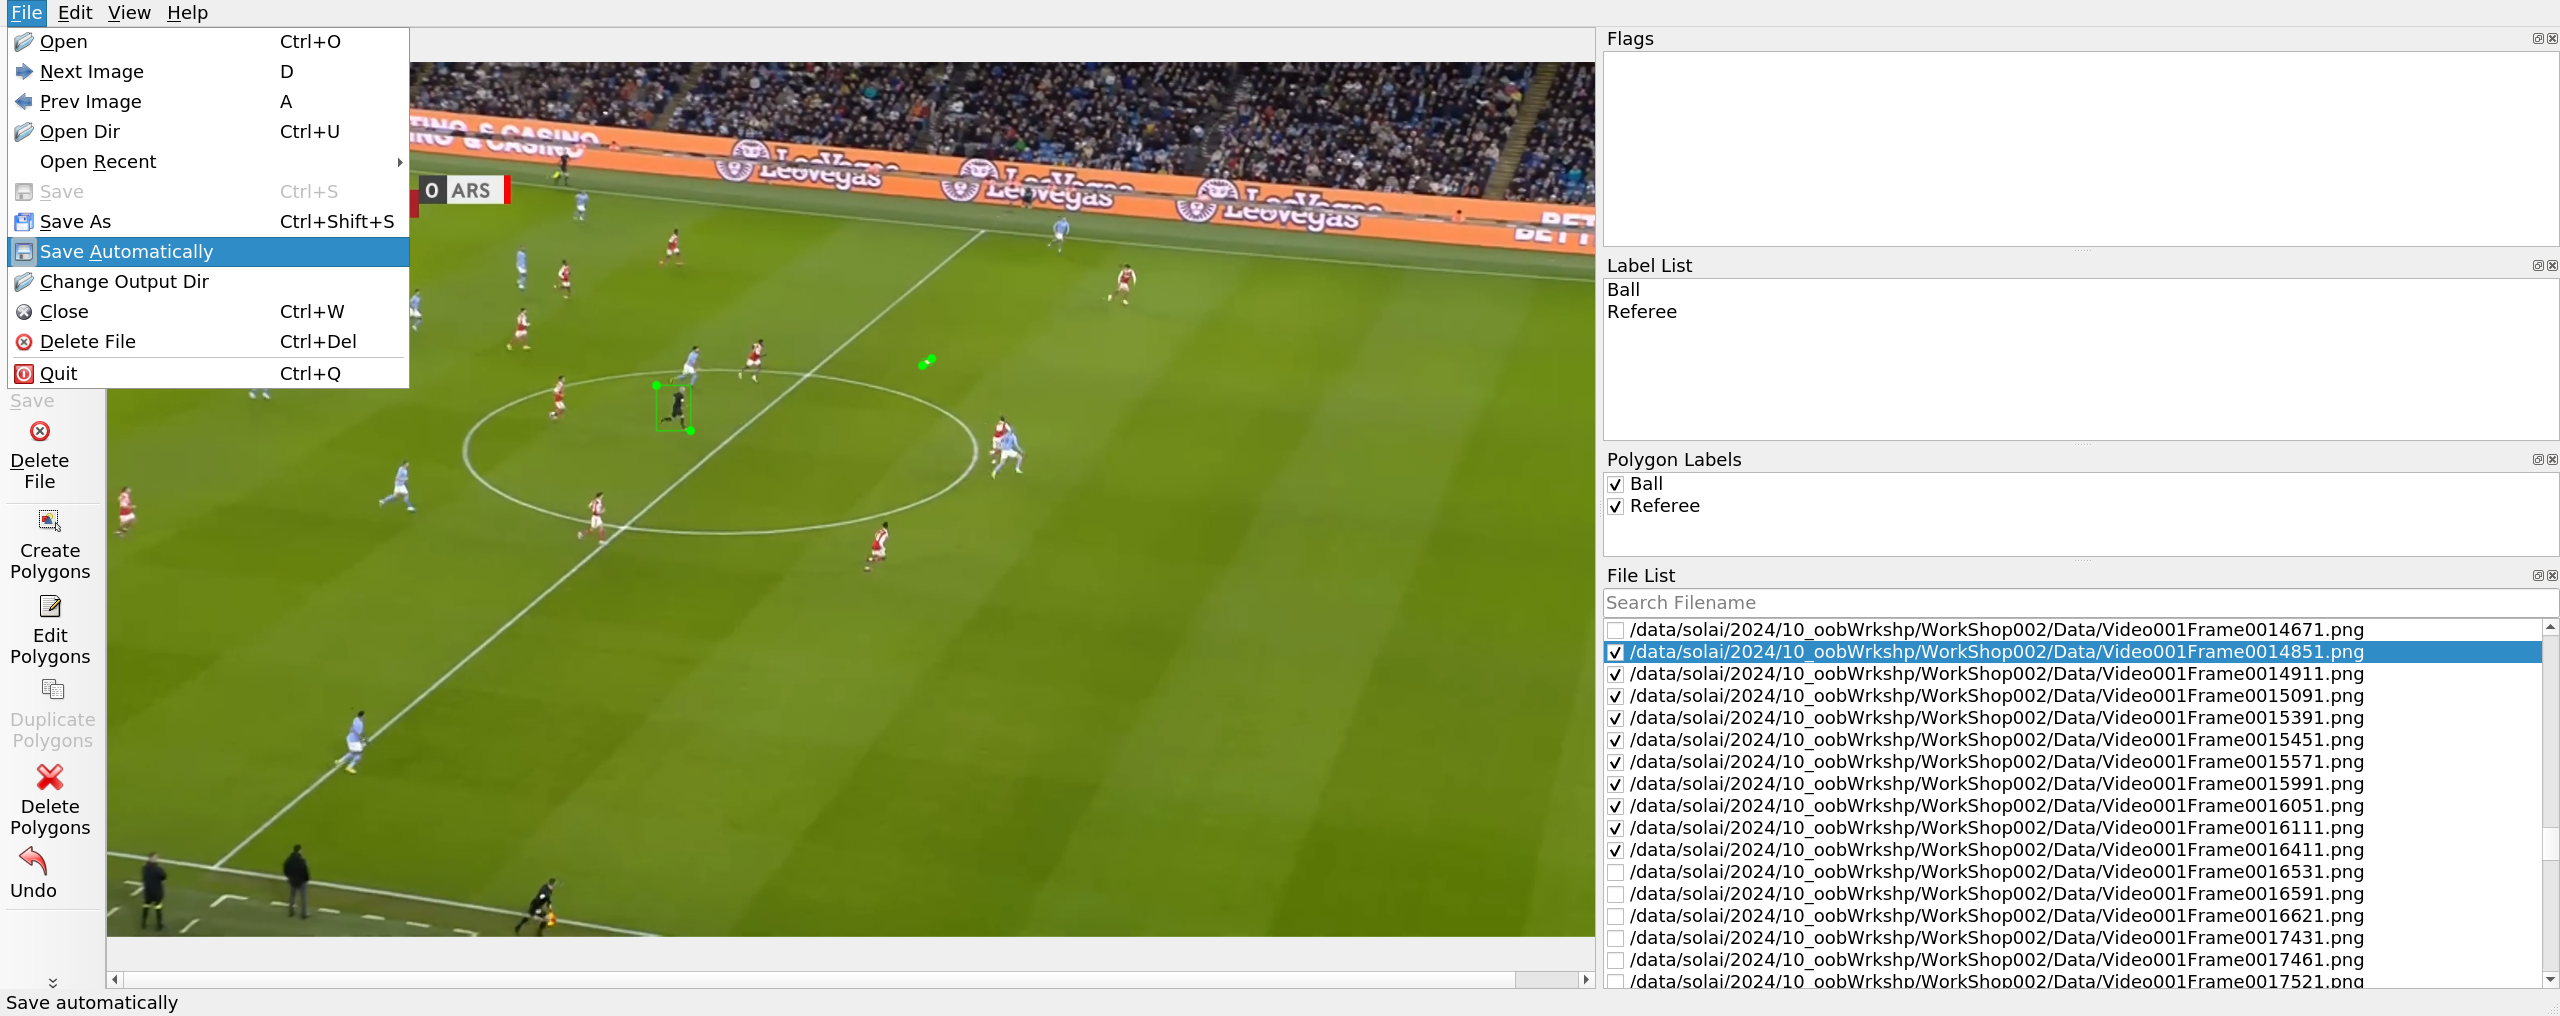 File Edit View Help
Open Ctrl+O
Next Image D
Prev Image A
Open Dir Ctrl+U
Open Recent
Save Ctrl+S
Save As Ctrl+Shift+S
Save Automatically
Change Output Dir
Close Ctrl+W
Delete File Ctrl+Del
Quit Ctrl+Q
Save
Delete
File
Create
Polygons
Edit
Polygons
Duplicate
Polygons
Delete
Polygons
Undo
& CASINO
LeoVegas
LeoVegas
LeoVegas
0 ARS
Flags
Label List
Ball
Referee
Polygon Labels
Ball
Referee
File List
Search Filename
/data/solai/2024/10_oobWrkshp/WorkShop002/Data/Video001Frame0014671.png
/data/solai/2024/10_oobWrkshp/WorkShop002/Data/Video001Frame0014851.png
/data/solai/2024/10_oobWrkshp/WorkShop002/Data/Video001Frame0014911.png
/data/solai/2024/10_oobWrkshp/WorkShop002/Data/Video001Frame0015091.png
/data/solai/2024/10_oobWrkshp/WorkShop002/Data/Video001Frame0015391.png
/data/solai/2024/10_oobWrkshp/WorkShop002/Data/Video001Frame0015451.png
/data/solai/2024/10_oobWrkshp/WorkShop002/Data/Video001Frame0015571.png
/data/solai/2024/10_oobWrkshp/WorkShop002/Data/Video001Frame0015991.png
/data/solai/2024/10_oobWrkshp/WorkShop002/Data/Video001Frame0016051.png
/data/solai/2024/10_oobWrkshp/WorkShop002/Data/Video001Frame0016111.png
/data/solai/2024/10_oobWrkshp/WorkShop002/Data/Video001Frame0016411.png
/data/solai/2024/10_oobWrkshp/WorkShop002/Data/Video001Frame0016531.png
/data/solai/2024/10_oobWrkshp/WorkShop002/Data/Video001Frame0016591.png
/data/solai/2024/10_oobWrkshp/WorkShop002/Data/Video001Frame0016621.png
/data/solai/2024/10_oobWrkshp/WorkShop002/Data/Video001Frame0017431.png
/data/solai/2024/10_oobWrkshp/WorkShop002/Data/Video001Frame0017461.png
/data/solai/2024/10_oobWrkshp/WorkShop002/Data/Video001Frame0017521.png
Save automatically